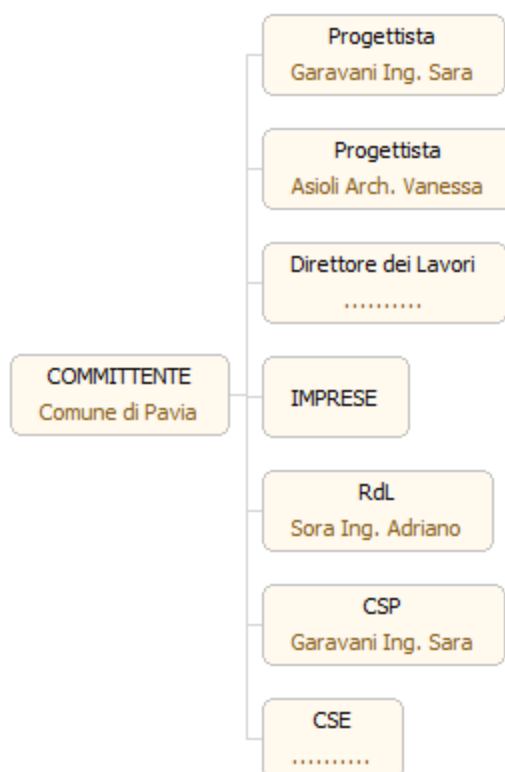 Progettista
Garavani Ing. Sara
Progettista
Asioli Arch. Vanessa
Direttore dei Lavori
..........
COMMITTENTE
Comune di Pavia
IMPRESE
RdL
Sora Ing. Adriano
CSP
Garavani Ing. Sara
CSE
..........